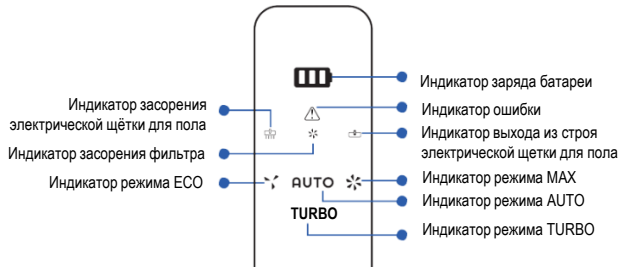 Индикатор заряда батареи
Индикатор засорения
электрической щётки для пола
Индикатор ошибки
Индикатор выхода из строя
электрической щетки для пола
Индикатор засорения фильтра
Индикатор режима ECO
AUTO
Индикатор режима MAX
Индикатор режима AUTO
TURBO
Индикатор режима TURBO